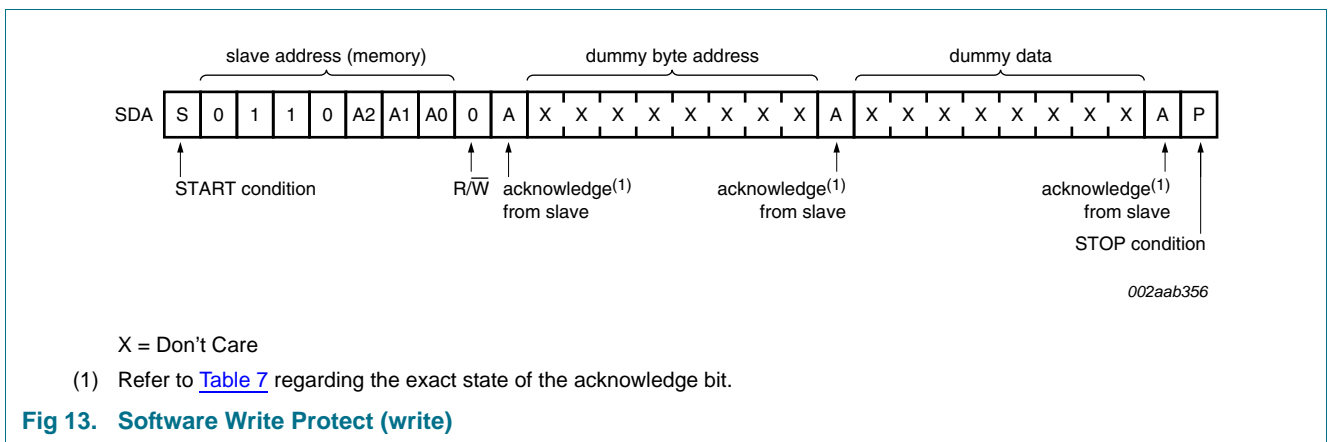 slave address (memory) dummy byte address dummy data
SDA S 0 1 1 0 A2 A1 A0 0 A X X X X X X X X A X X X X X X X X A P
START condition R/W̅ acknowledge(1) acknowledge(1) acknowledge(1)
from slave from slave from slave
STOP condition
002aab356
X = Don't Care
(1) Refer to Table 7 regarding the exact state of the acknowledge bit.
Fig 13. Software Write Protect (write)